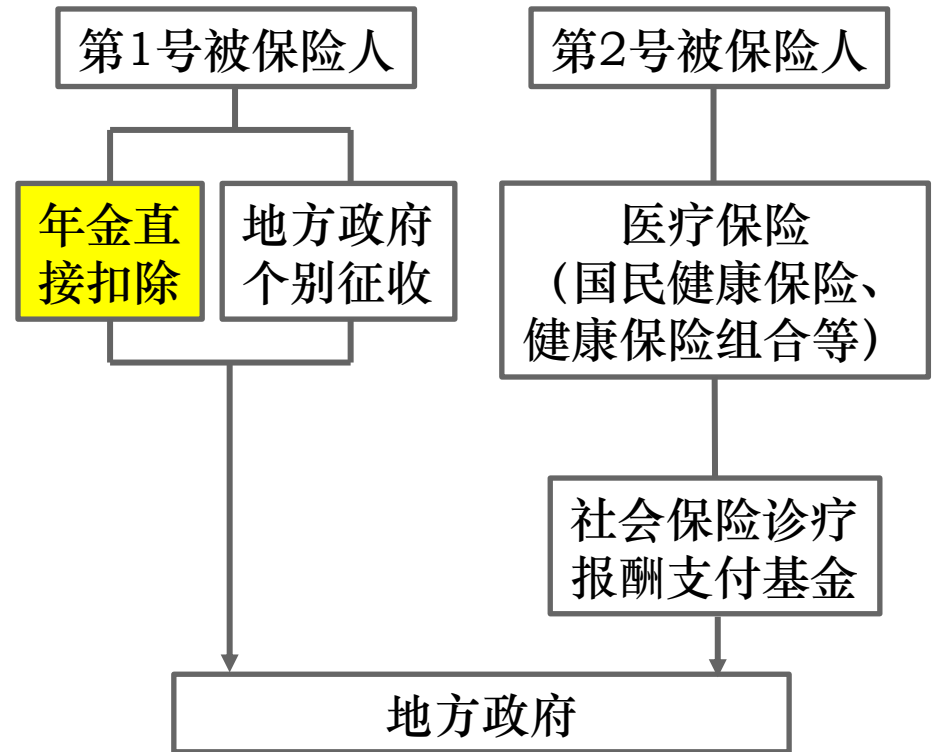 第1号被保险人
第2号被保险人
年金直
接扣除
地方政府
个别征收
医疗保险
（国民健康保险、
健康保险组合等）
社会保险诊疗
报酬支付基金
地方政府